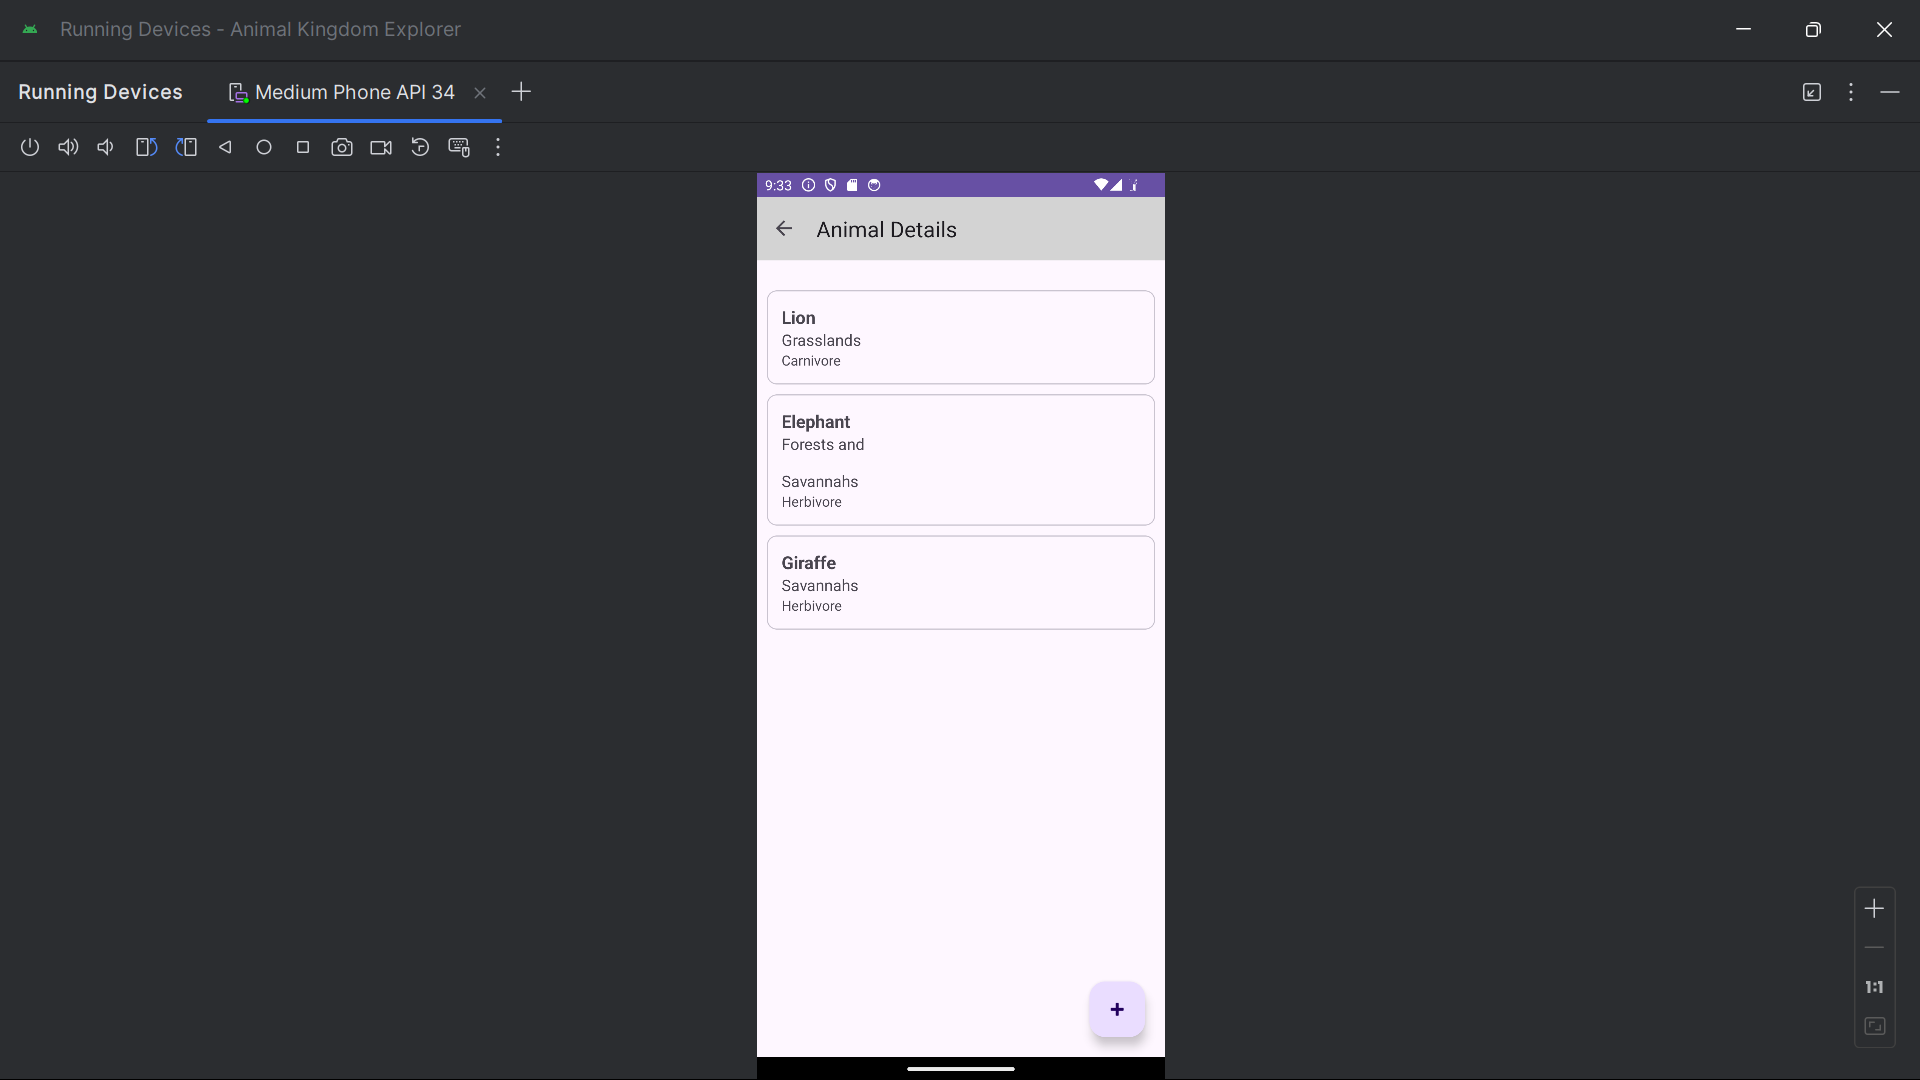 Running Devices - Animal Kingdom Explorer
Running Devices
Medium Phone API 34
9:33
Animal Details
Lion
Grasslands
Carnivore
Elephant
Forests and
Savannahs
Herbivore
Giraffe
Savannahs
Herbivore
+
1:1